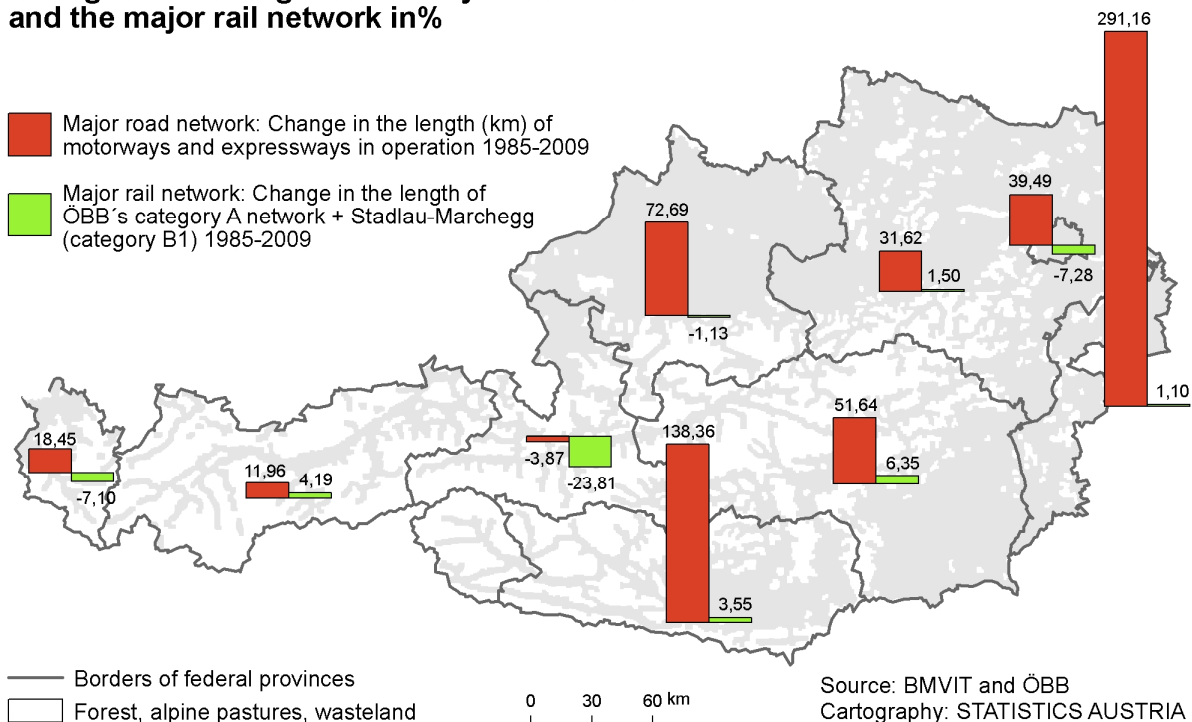 and the major rail network in%
291,16
Major road network: Change in the length (km) of
motorways and expressways in operation 1985-2009
Major rail network: Change in the length of
ÖBB´s category A network + Stadlau-Marchegg
(category B1) 1985-2009
39,49
72,69
31,62
1,50
-7,28
-1,13
1,10
51,64
18,45
138,36
-3,87
6,35
11,96
4,19
-23,81
-7,10
3,55
Borders of federal provinces
Forest, alpine pastures, wasteland
0 30 60 km
Source: BMVIT and ÖBB
Cartography: STATISTICS AUSTRIA